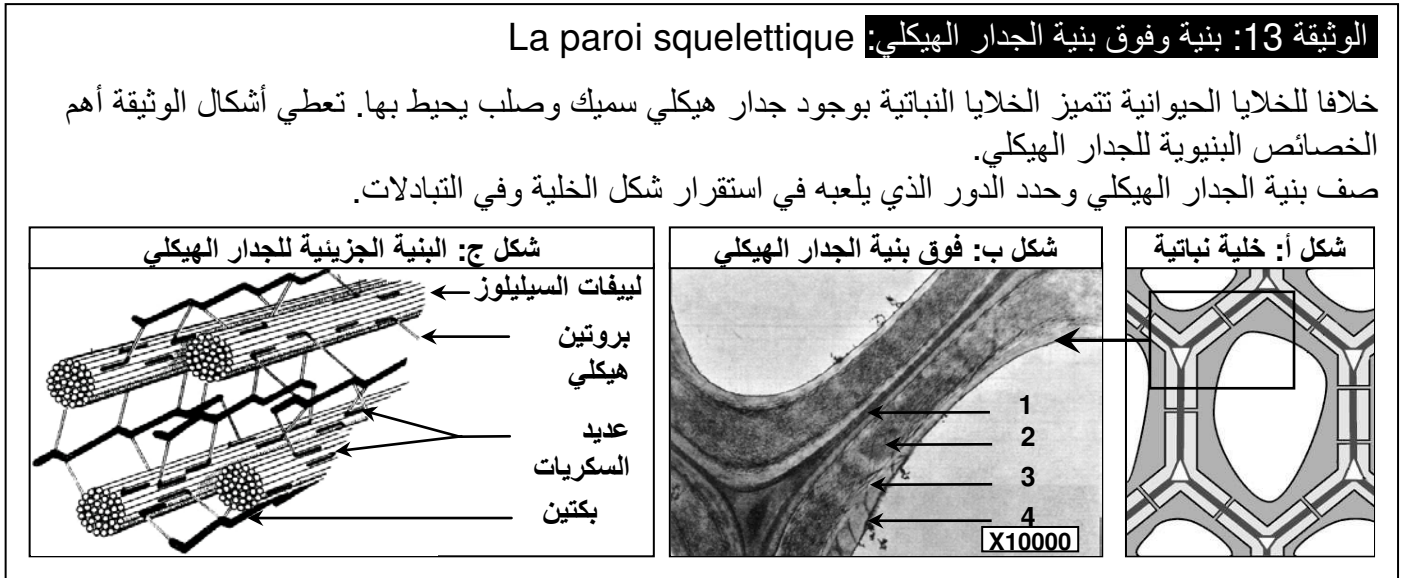 الوثيقة 13: بنية وفوق بنية الجدار الهيكلي: La paroi squelettique
خلافا للخلايا الحيوانية تتميز الخلايا النباتية بوجود جدار هيكلي سميك وصلب يحيط بها. تعطي أشكال الوثيقة أهم
الخصائص البنيوية للجدار الهيكلي.
صف بنية الجدار الهيكلي وحدد الدور الذي يلعبه في استقرار شكل الخلية وفي التبادلات.
شكل أ: خلية نباتية
شكل ب: فوق بنية الجدار الهيكلي
1
2
3
4
X10000
شكل ج: البنية الجزيئية للجدار الهيكلي
لييفات السيليلوز
بروتين
هيكلي
عديد
السكريات
بكتين